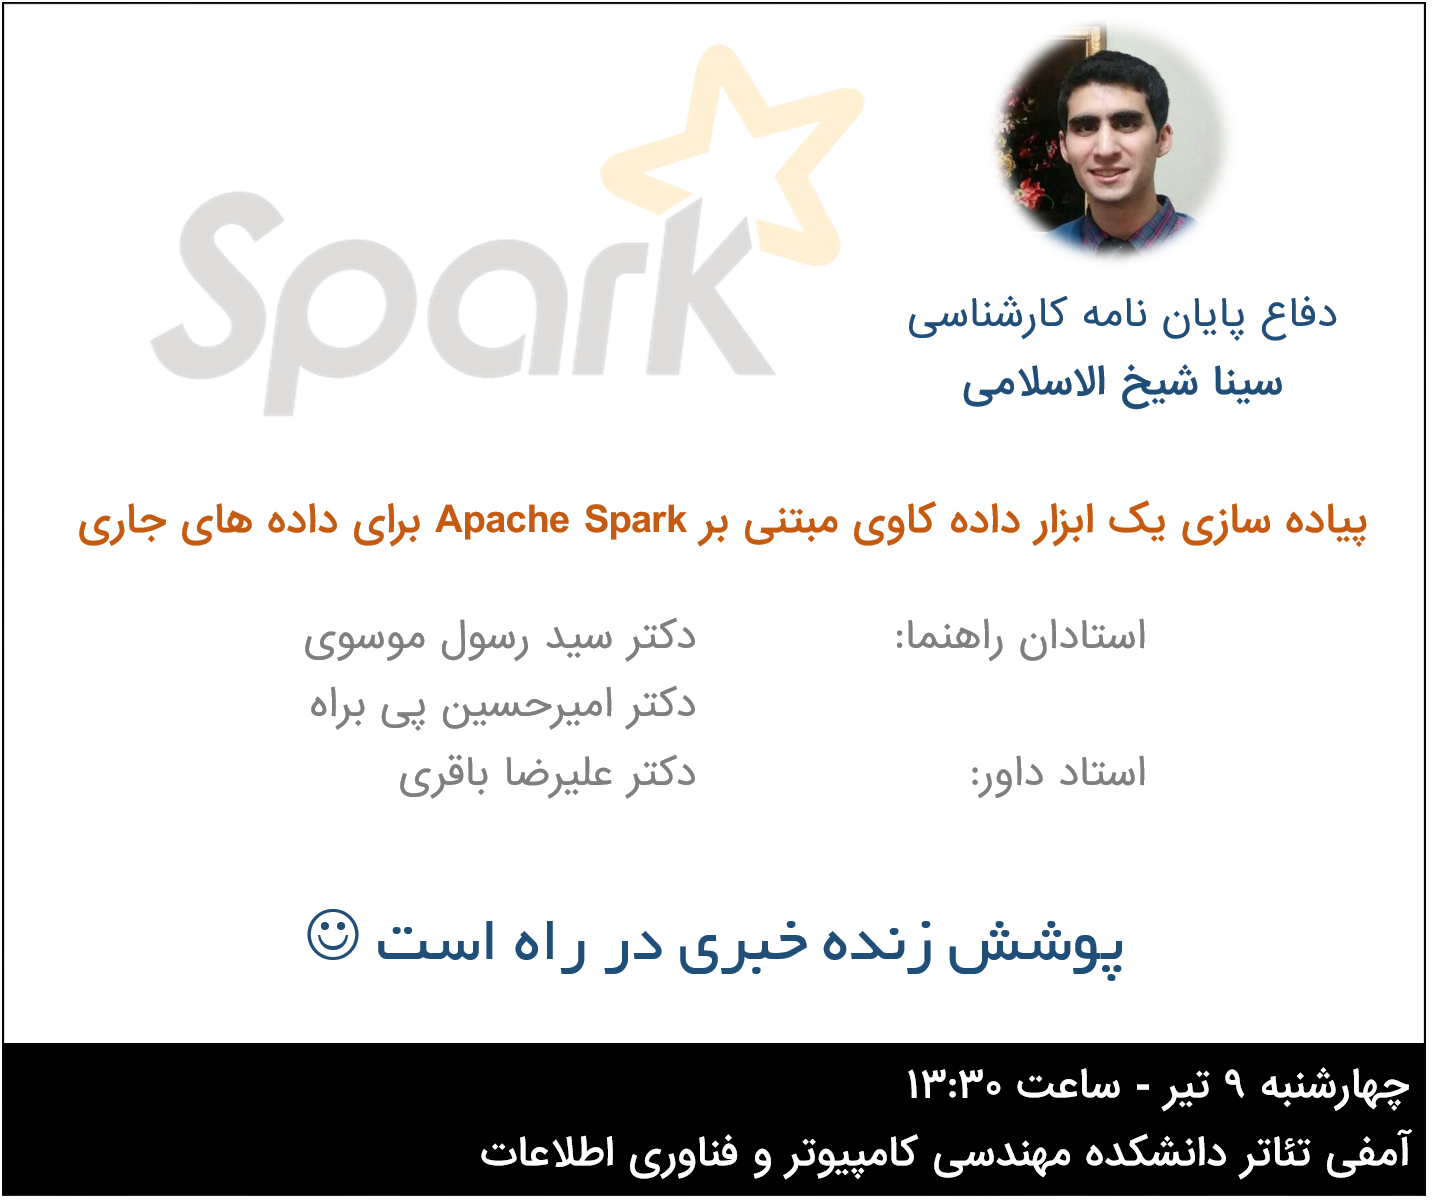 Spark
دفاع پایان نامه کارشناسی
سینا شیخ الاسلامی
پیاده سازی یک ابزار داده کاوی مبتنی بر Apache Spark برای داده های جاری
استادان راهنما: دکتر سید رسول موسوی
دکتر امیرحسین پی براه
استاد داور: دکتر علیرضا باقری
پوشش زنده خبری در راه است ☺
چهارشنبه ۹ تیر - ساعت ۱۳:۳۰
آمفی تئاتر دانشکده مهندسی کامپیوتر و فناوری اطلاعات